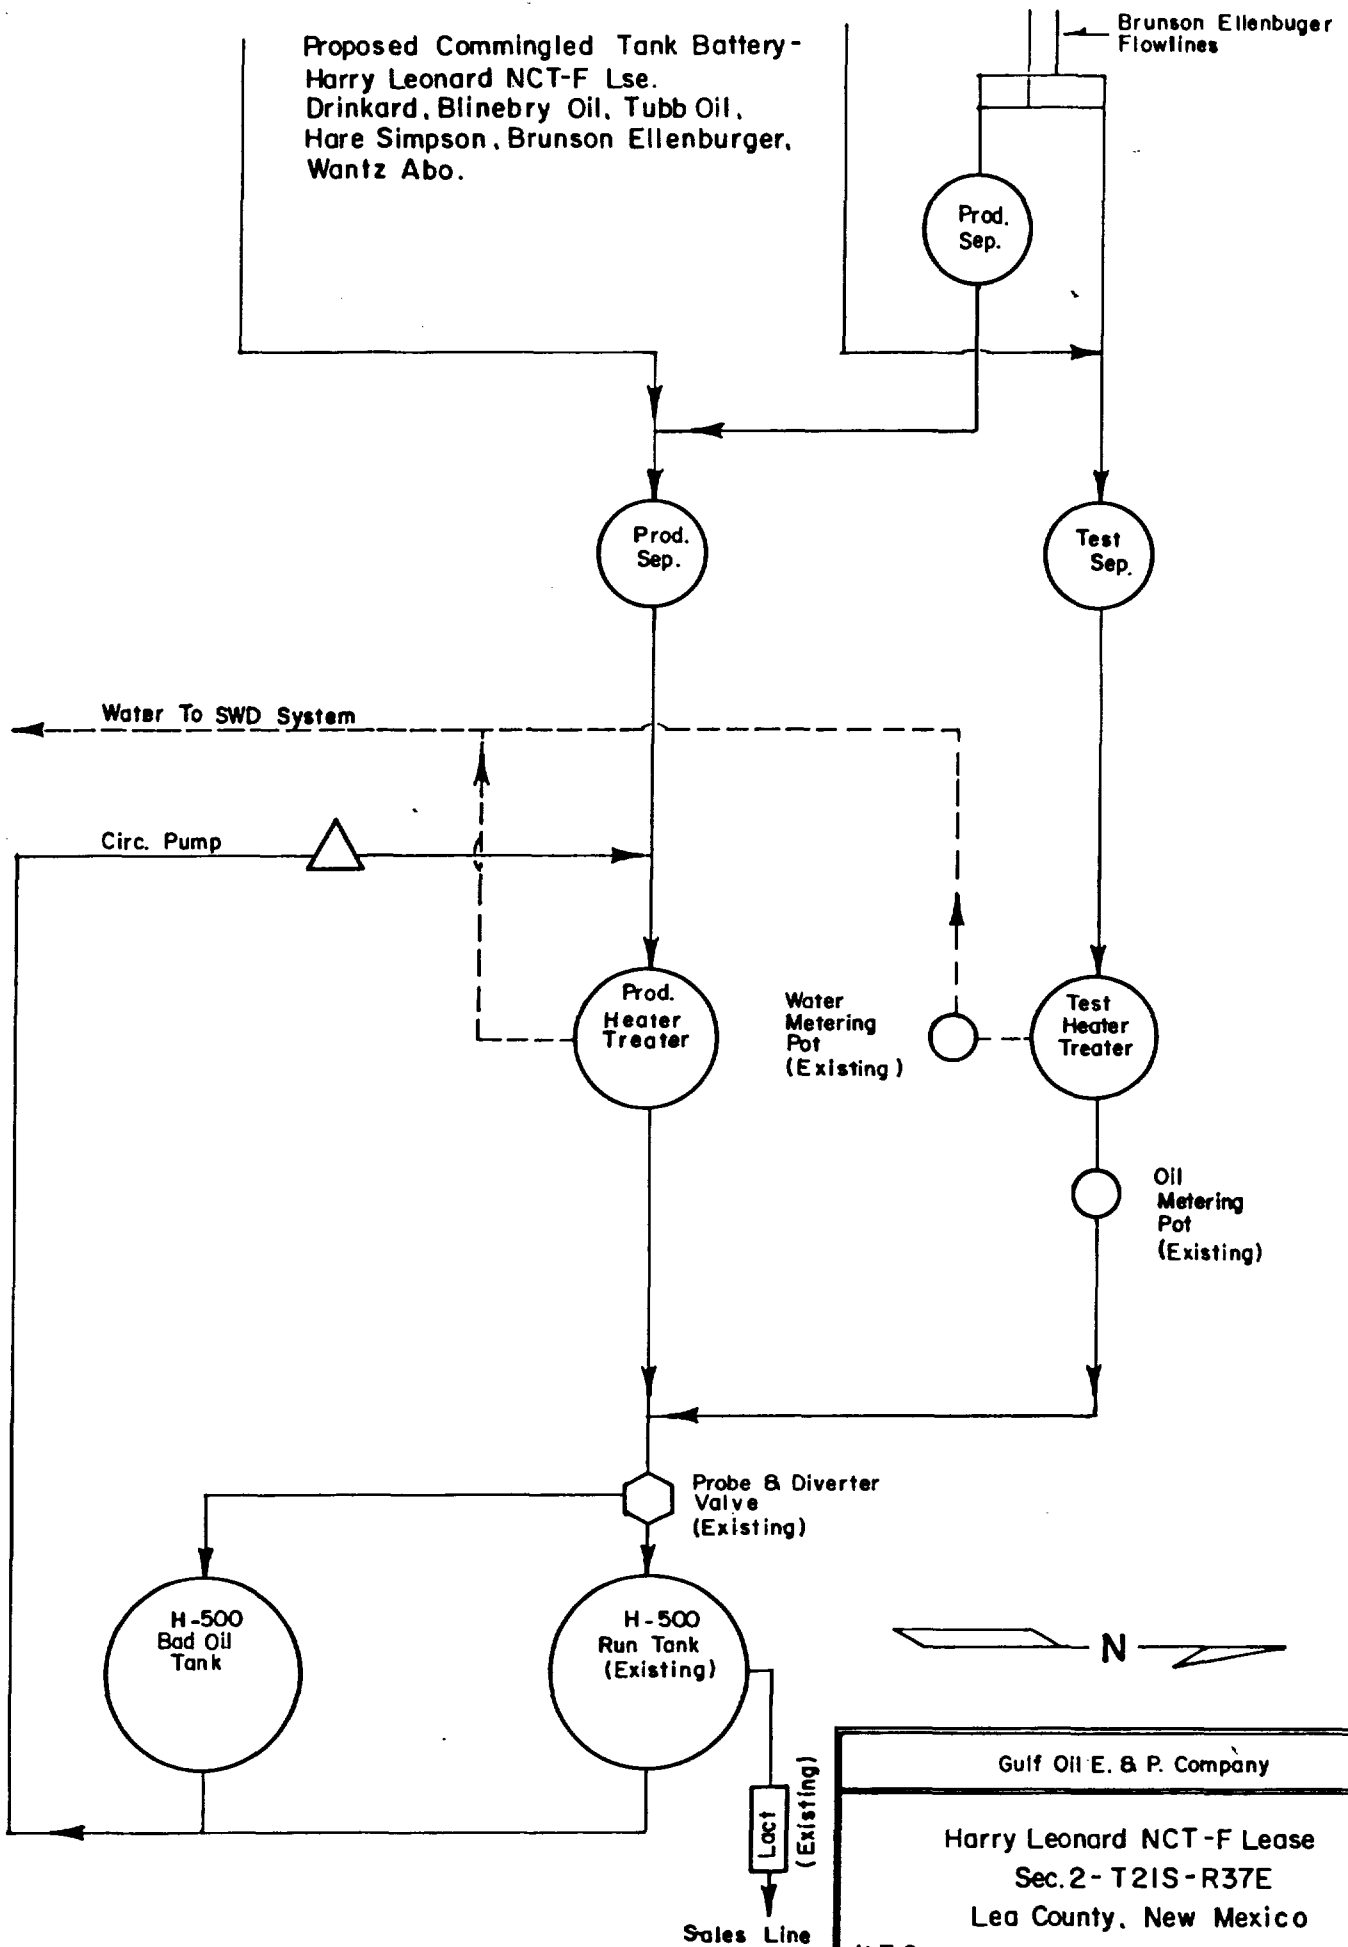 Proposed Commingled Tank Battery-
Harry Leonard NCT-F Lse.
Drinkard, Blinebry Oil, Tubb Oil,
Hare Simpson, Brunson Ellenburger,
Wantz Abo.
Brunson Ellenbuger
Flowlines
Prod.
Sep.
Prod.
Sep.
Test
Sep.
Water To SWD System
Circ. Pump
Prod.
Heater
Treater
Water
Metering
Pot
(Existing)
Test
Heater
Treater
Oil
Metering
Pot
(Existing)
Probe & Diverter
Valve
(Existing)
H-500
Bad Oil
Tank
H-500
Run Tank
(Existing)
N
Lact
(Existing)
Sales Line
Gulf Oil E. & P. Company
Harry Leonard NCT-F Lease
Sec. 2-T21S-R37E
Lea County, New Mexico